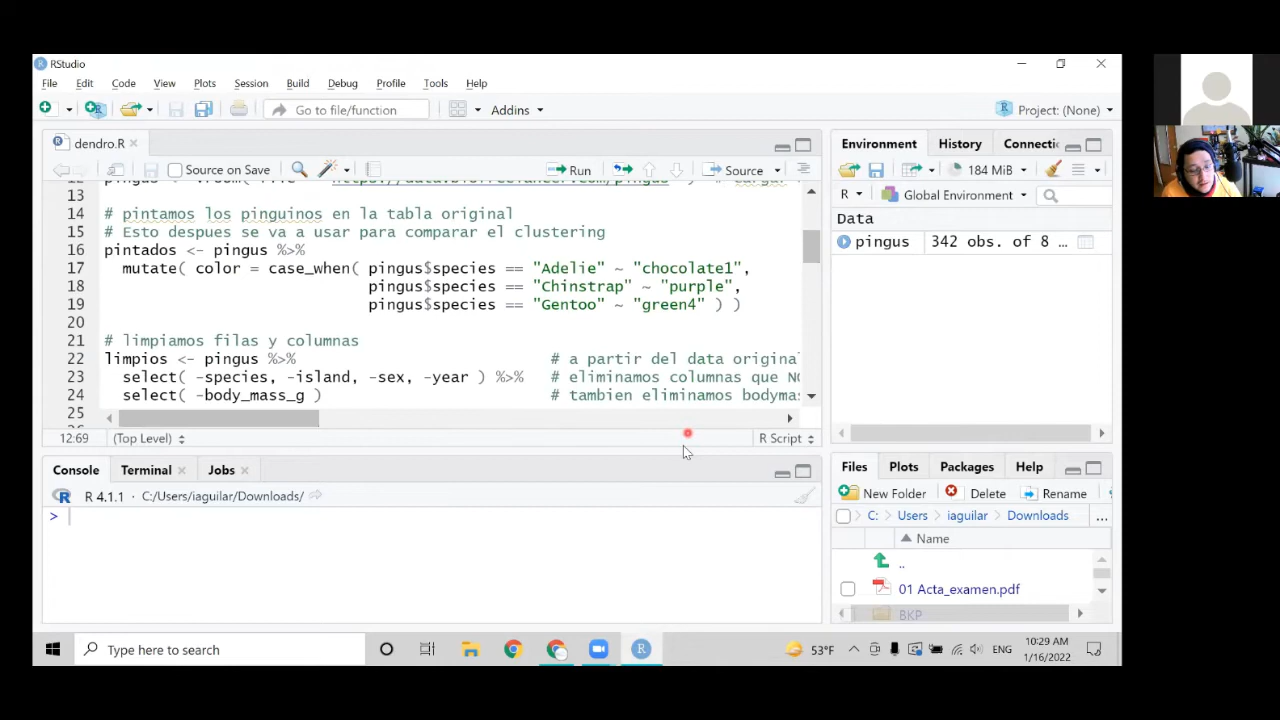 RStudio
File Edit Code View Plots Session Build Debug Profile Tools Help
Go to file/function Addins Project: (None)
dendro.R
Source on Save Run Source
13
14 # pintamos los pinguinos en la tabla original
15 # Esto despues se va a usar para comparar el clustering
16 pintados <- pingus %>%
17 mutate( color = case_when( pingus$species == "Adelie" ~ "chocolate1",
18 pingus$species == "Chinstrap" ~ "purple",
19 pingus$species == "Gentoo" ~ "green4" ) )
20
21 # limpiamos filas y columnas
22 limpios <- pingus %>% # a partir del data original
23 select( -species, -island, -sex, -year ) %>% # eliminamos columnas que NO
24 select( -body_mass_g ) # tambien eliminamos bodymas
25
12:69 (Top Level) R Script
Console Terminal Jobs
R 4.1.1 · C:/Users/iaguilar/Downloads/
>
Environment History Connecti
184 MiB
R Global Environment
Data
pingus 342 obs. of 8 …
Files Plots Packages Help
New Folder Delete Rename
C: Users iaguilar Downloads ...
Name
..
01 Acta_examen.pdf
BKP
Type here to search
53°F ENG 10:29 AM
1/16/2022